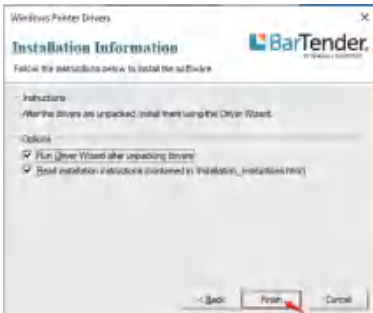 Windows Printer Drivers
Installation Information
BarTender.
Follow the instructions below to install the software.
Instructions
After the drivers are unpacked, install them using the Driver Wizard.
Options
Run Driver Wizard after unpacking drivers
Read installation instructions (contained in 'Installation_Instructions.html')
< Back
Finish
Cancel